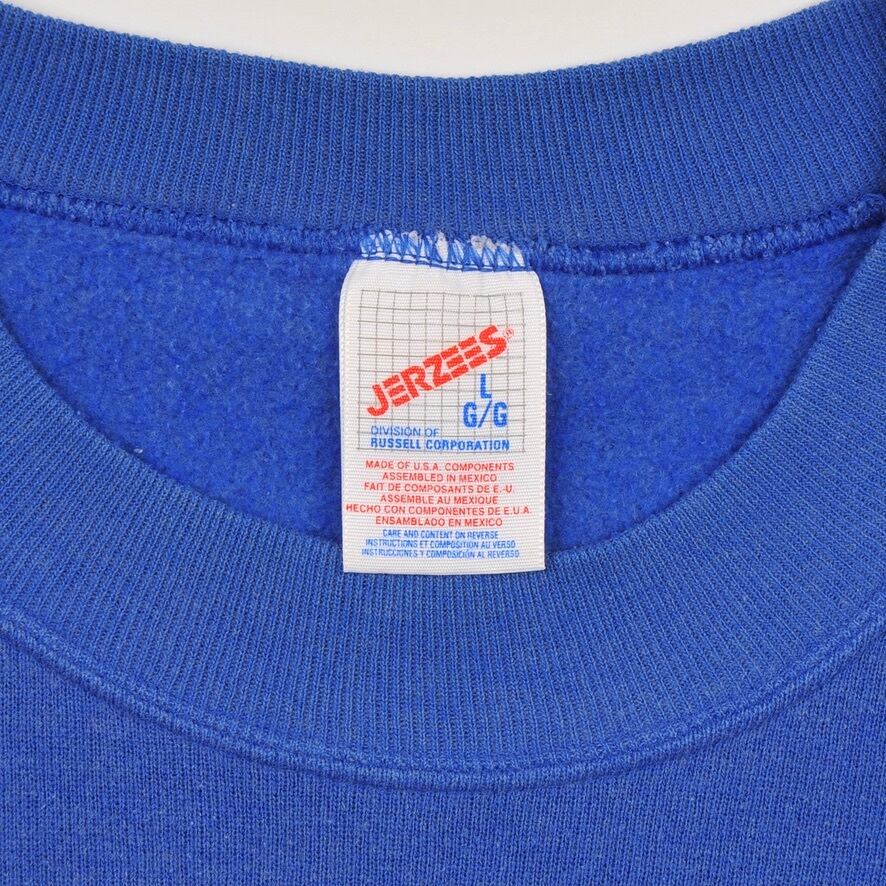 JERZEES®
L
G/G
DIVISION OF
RUSSELL CORPORATION
MADE OF U.S.A. COMPONENTS
ASSEMBLED IN MEXICO
FAIT DE COMPOSANTS DE E.-U.
ASSEMBLE AU MEXIQUE
HECHO CON COMPONENTES DE E.U.A.
ENSAMBLADO EN MEXICO
CARE AND CONTENT ON REVERSE
INSTRUCTIONS ET COMPOSITION AU VERSO
INSTRUCCIONES Y COMPOSICIÓN AL REVERSO